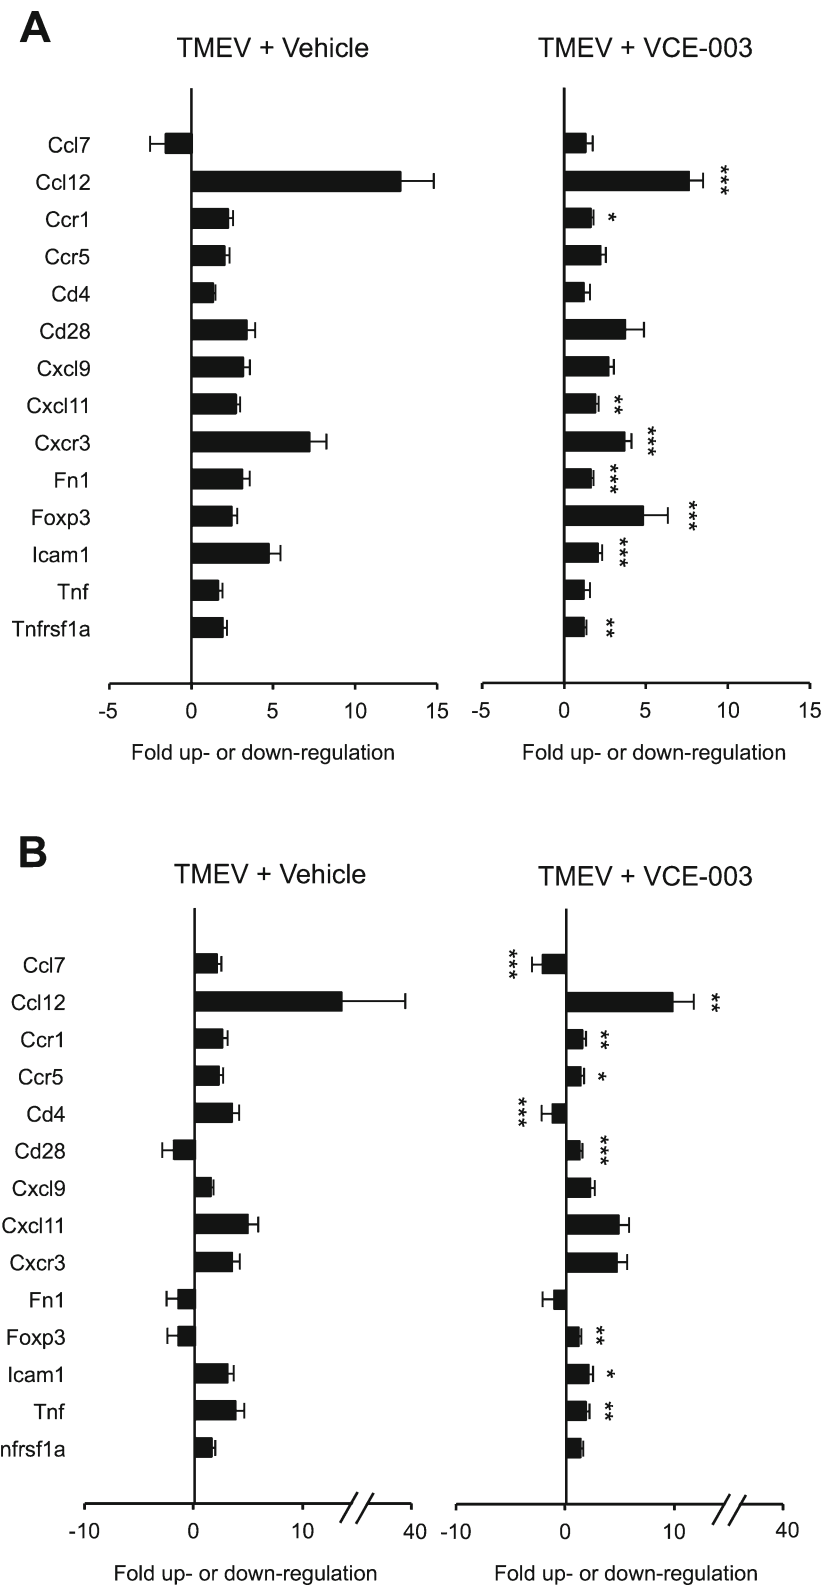 A
TMEV + Vehicle TMEV + VCE-003
Ccl7
Ccl12 ***
Ccr1 *
Ccr5
Cd4
Cd28
Cxcl9
Cxcl11 **
Cxcr3 ***
Fn1 ***
Foxp3 ***
Icam1 ***
Tnf
Tnfrsf1a **
-5 0 5 10 15 -5 0 5 10 15
Fold up- or down-regulation Fold up- or down-regulation
B
TMEV + Vehicle TMEV + VCE-003
Ccl7 ***
Ccl12 **
Ccr1 **
Ccr5 *
Cd4 ***
Cd28 ***
Cxcl9
Cxcl11
Cxcr3
Fn1
Foxp3 **
Icam1 *
Tnf **
nfrsf1a
-10 0 10 40 -10 0 10 40
Fold up- or down-regulation Fold up- or down-regulation